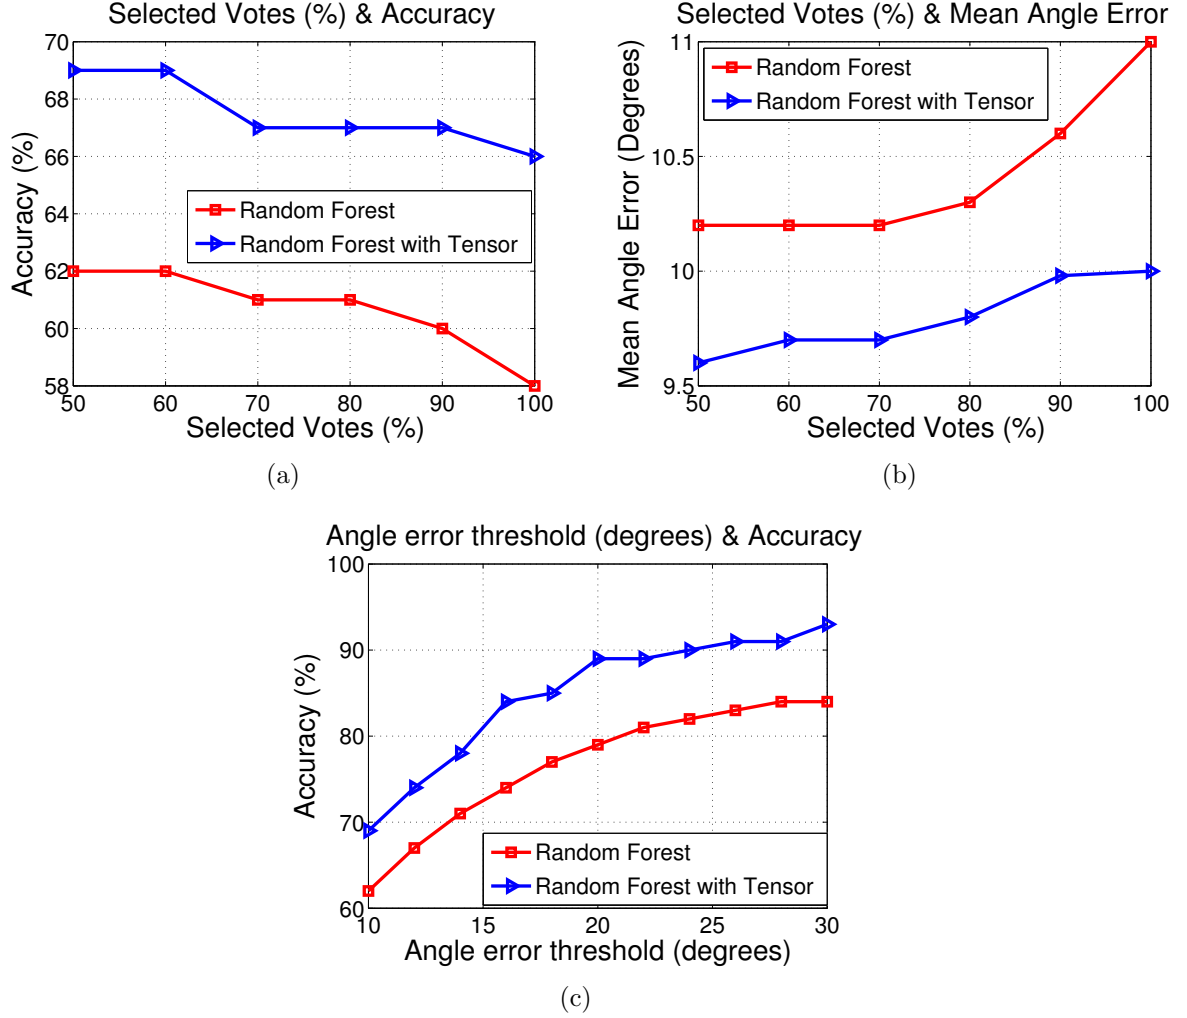 Selected Votes (%) & Accuracy
70
68
66
64
62
60
58
Accuracy (%)
Random Forest
Random Forest with Tensor
50 60 70 80 90 100
Selected Votes (%)
(a)
Selected Votes (%) & Mean Angle Error
11
10.5
10
9.5
Mean Angle Error (Degrees)
Random Forest
Random Forest with Tensor
50 60 70 80 90 100
Selected Votes (%)
(b)
Angle error threshold (degrees) & Accuracy
100
90
80
70
60
Accuracy (%)
Random Forest
Random Forest with Tensor
10 15 20 25 30
Angle error threshold (degrees)
(c)